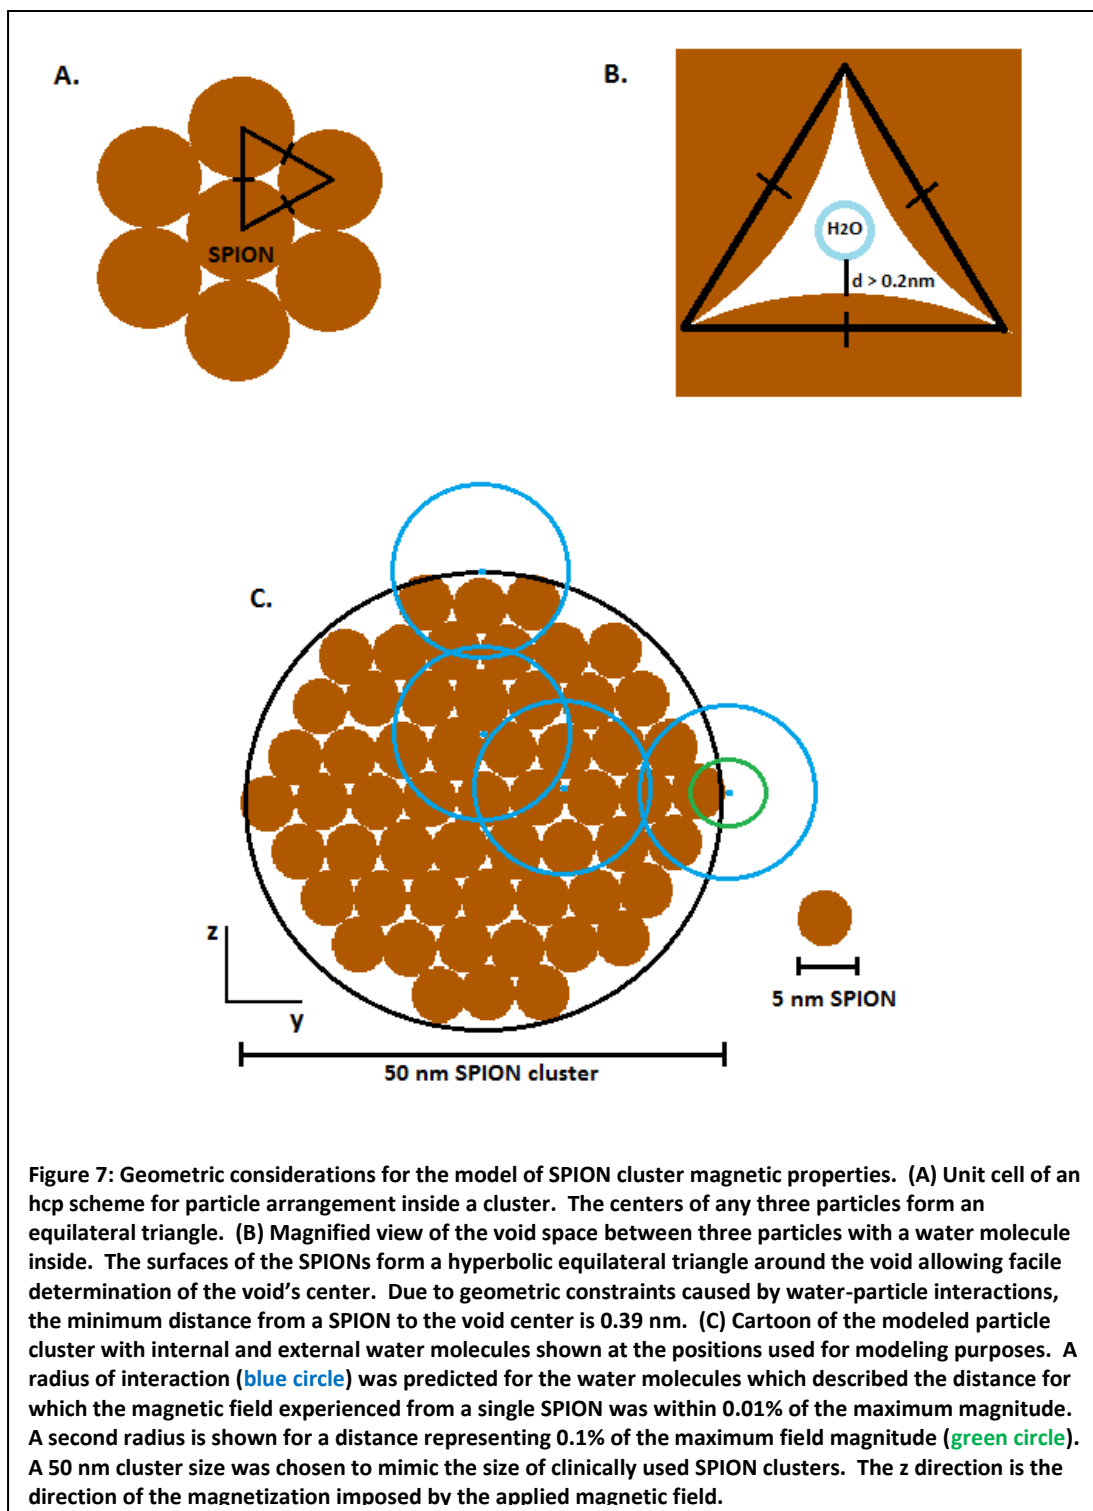 A.
B.
SPION
H2O
d > 0.2nm
C.
z
y
5 nm SPION
50 nm SPION cluster
Figure 7: Geometric considerations for the model of SPION cluster magnetic properties. (A) Unit cell of an
hcp scheme for particle arrangement inside a cluster. The centers of any three particles form an
equilateral triangle. (B) Magnified view of the void space between three particles with a water molecule
inside. The surfaces of the SPIONs form a hyperbolic equilateral triangle around the void allowing facile
determination of the void's center. Due to geometric constraints caused by water-particle interactions,
the minimum distance from a SPION to the void center is 0.39 nm. (C) Cartoon of the modeled particle
cluster with internal and external water molecules shown at the positions used for modeling purposes. A
radius of interaction (blue circle) was predicted for the water molecules which described the distance for
which the magnetic field experienced from a single SPION was within 0.01% of the maximum magnitude.
A second radius is shown for a distance representing 0.1% of the maximum field magnitude (green circle).
A 50 nm cluster size was chosen to mimic the size of clinically used SPION clusters. The z direction is the
direction of the magnetization imposed by the applied magnetic field.